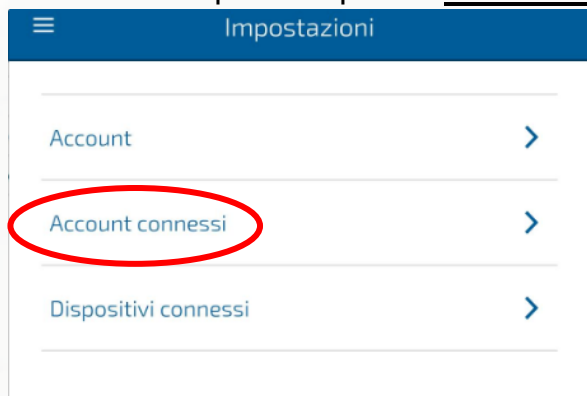 Impostazioni
Account
Account connessi
Dispositivi connessi